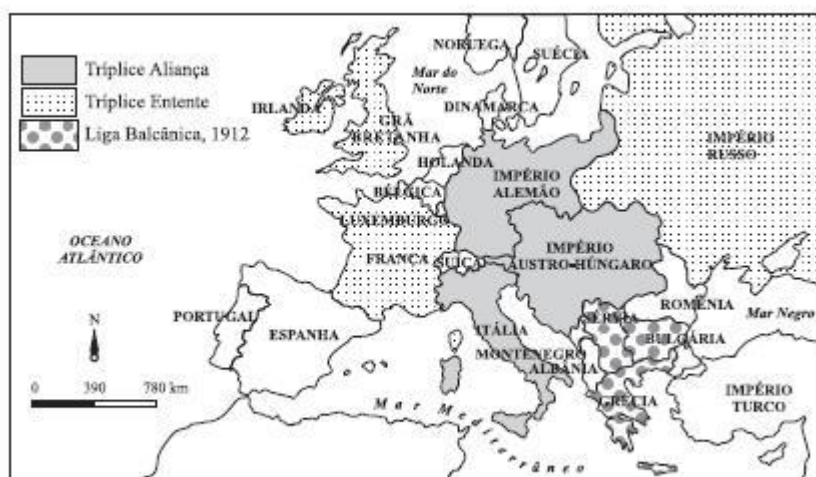 Tríplice Aliança
Tríplice Entente
Liga Balcânica, 1912
NORUEGA
SUÉCIA
Mar do
Norte
DINAMARCA
IRLANDA
GRÃ
BRETANHA
IMPÉRIO
RUSSO
HOLANDA
IMPÉRIO
ALEMÃO
BÉLGICA
LUXEMBURGO
OCEANO
ATLÂNTICO
FRANÇA
SUIÇA
IMPÉRIO
AUSTRO-HÚNGARO
ROMÊNIA
Mar Negro
PORTUGAL
ESPANHA
ITÁLIA
SÉRVIA
BULGÁRIA
MONTENEGRO
ALBÂNIA
GRÉCIA
IMPÉRIO
TURCO
N
0 390 780 km
Mar Mediterrâneo